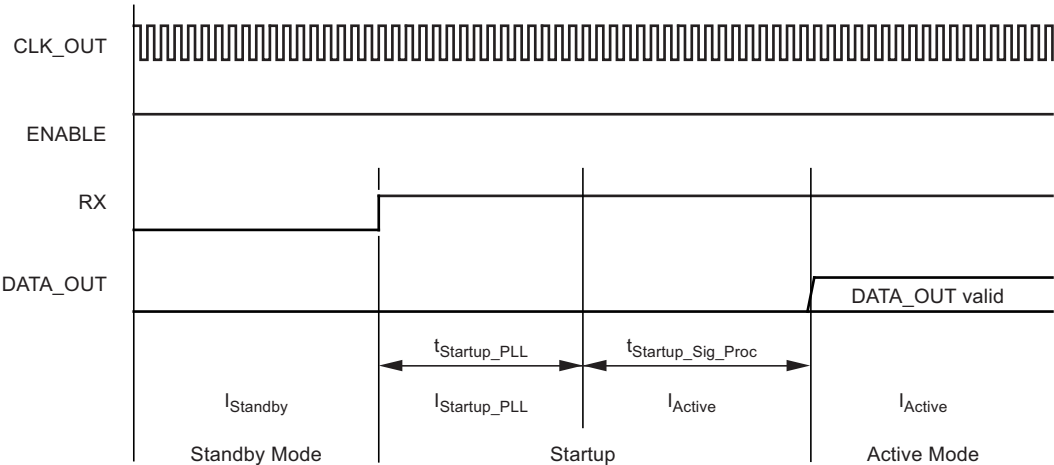 CLK_OUT
ENABLE
RX
DATA_OUT
DATA_OUT valid
tStartup_PLL
tStartup_Sig_Proc
IStandby
IStartup_PLL
IActive
IActive
Standby Mode
Startup
Active Mode